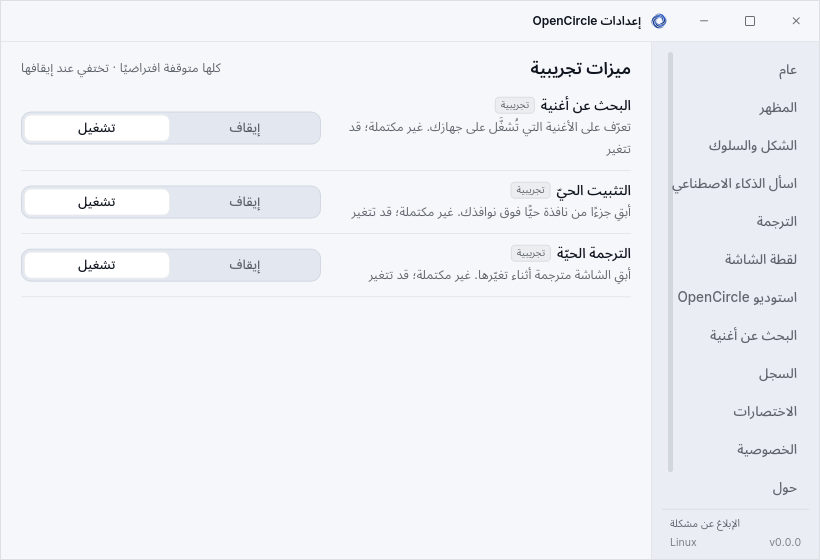 إعدادات OpenCircle
عام
المظهر
الشكل والسلوك
اسأل الذكاء الاصطناعي
الترجمة
لقطة الشاشة
استوديو OpenCircle
البحث عن أغنية
السجل
الاختصارات
الخصوصية
حول
الإبلاغ عن مشكلة
v0.0.0 Linux
ميزات تجريبية
كلها متوقفة افتراضيًا · تختفي عند إيقافها
البحث عن أغنية تجريبية
تعرّف على الأغنية التي تُشغَّل على جهازك. غير مكتملة؛ قد
تتغير
إيقاف تشغيل
التثبيت الحيّ تجريبية
أبقِ جزءًا من نافذة حيًّا فوق نوافذك. غير مكتملة؛ قد تتغير
إيقاف تشغيل
الترجمة الحيّة تجريبية
أبقِ الشاشة مترجمة أثناء تغيّرها. غير مكتملة؛ قد تتغير
إيقاف تشغيل